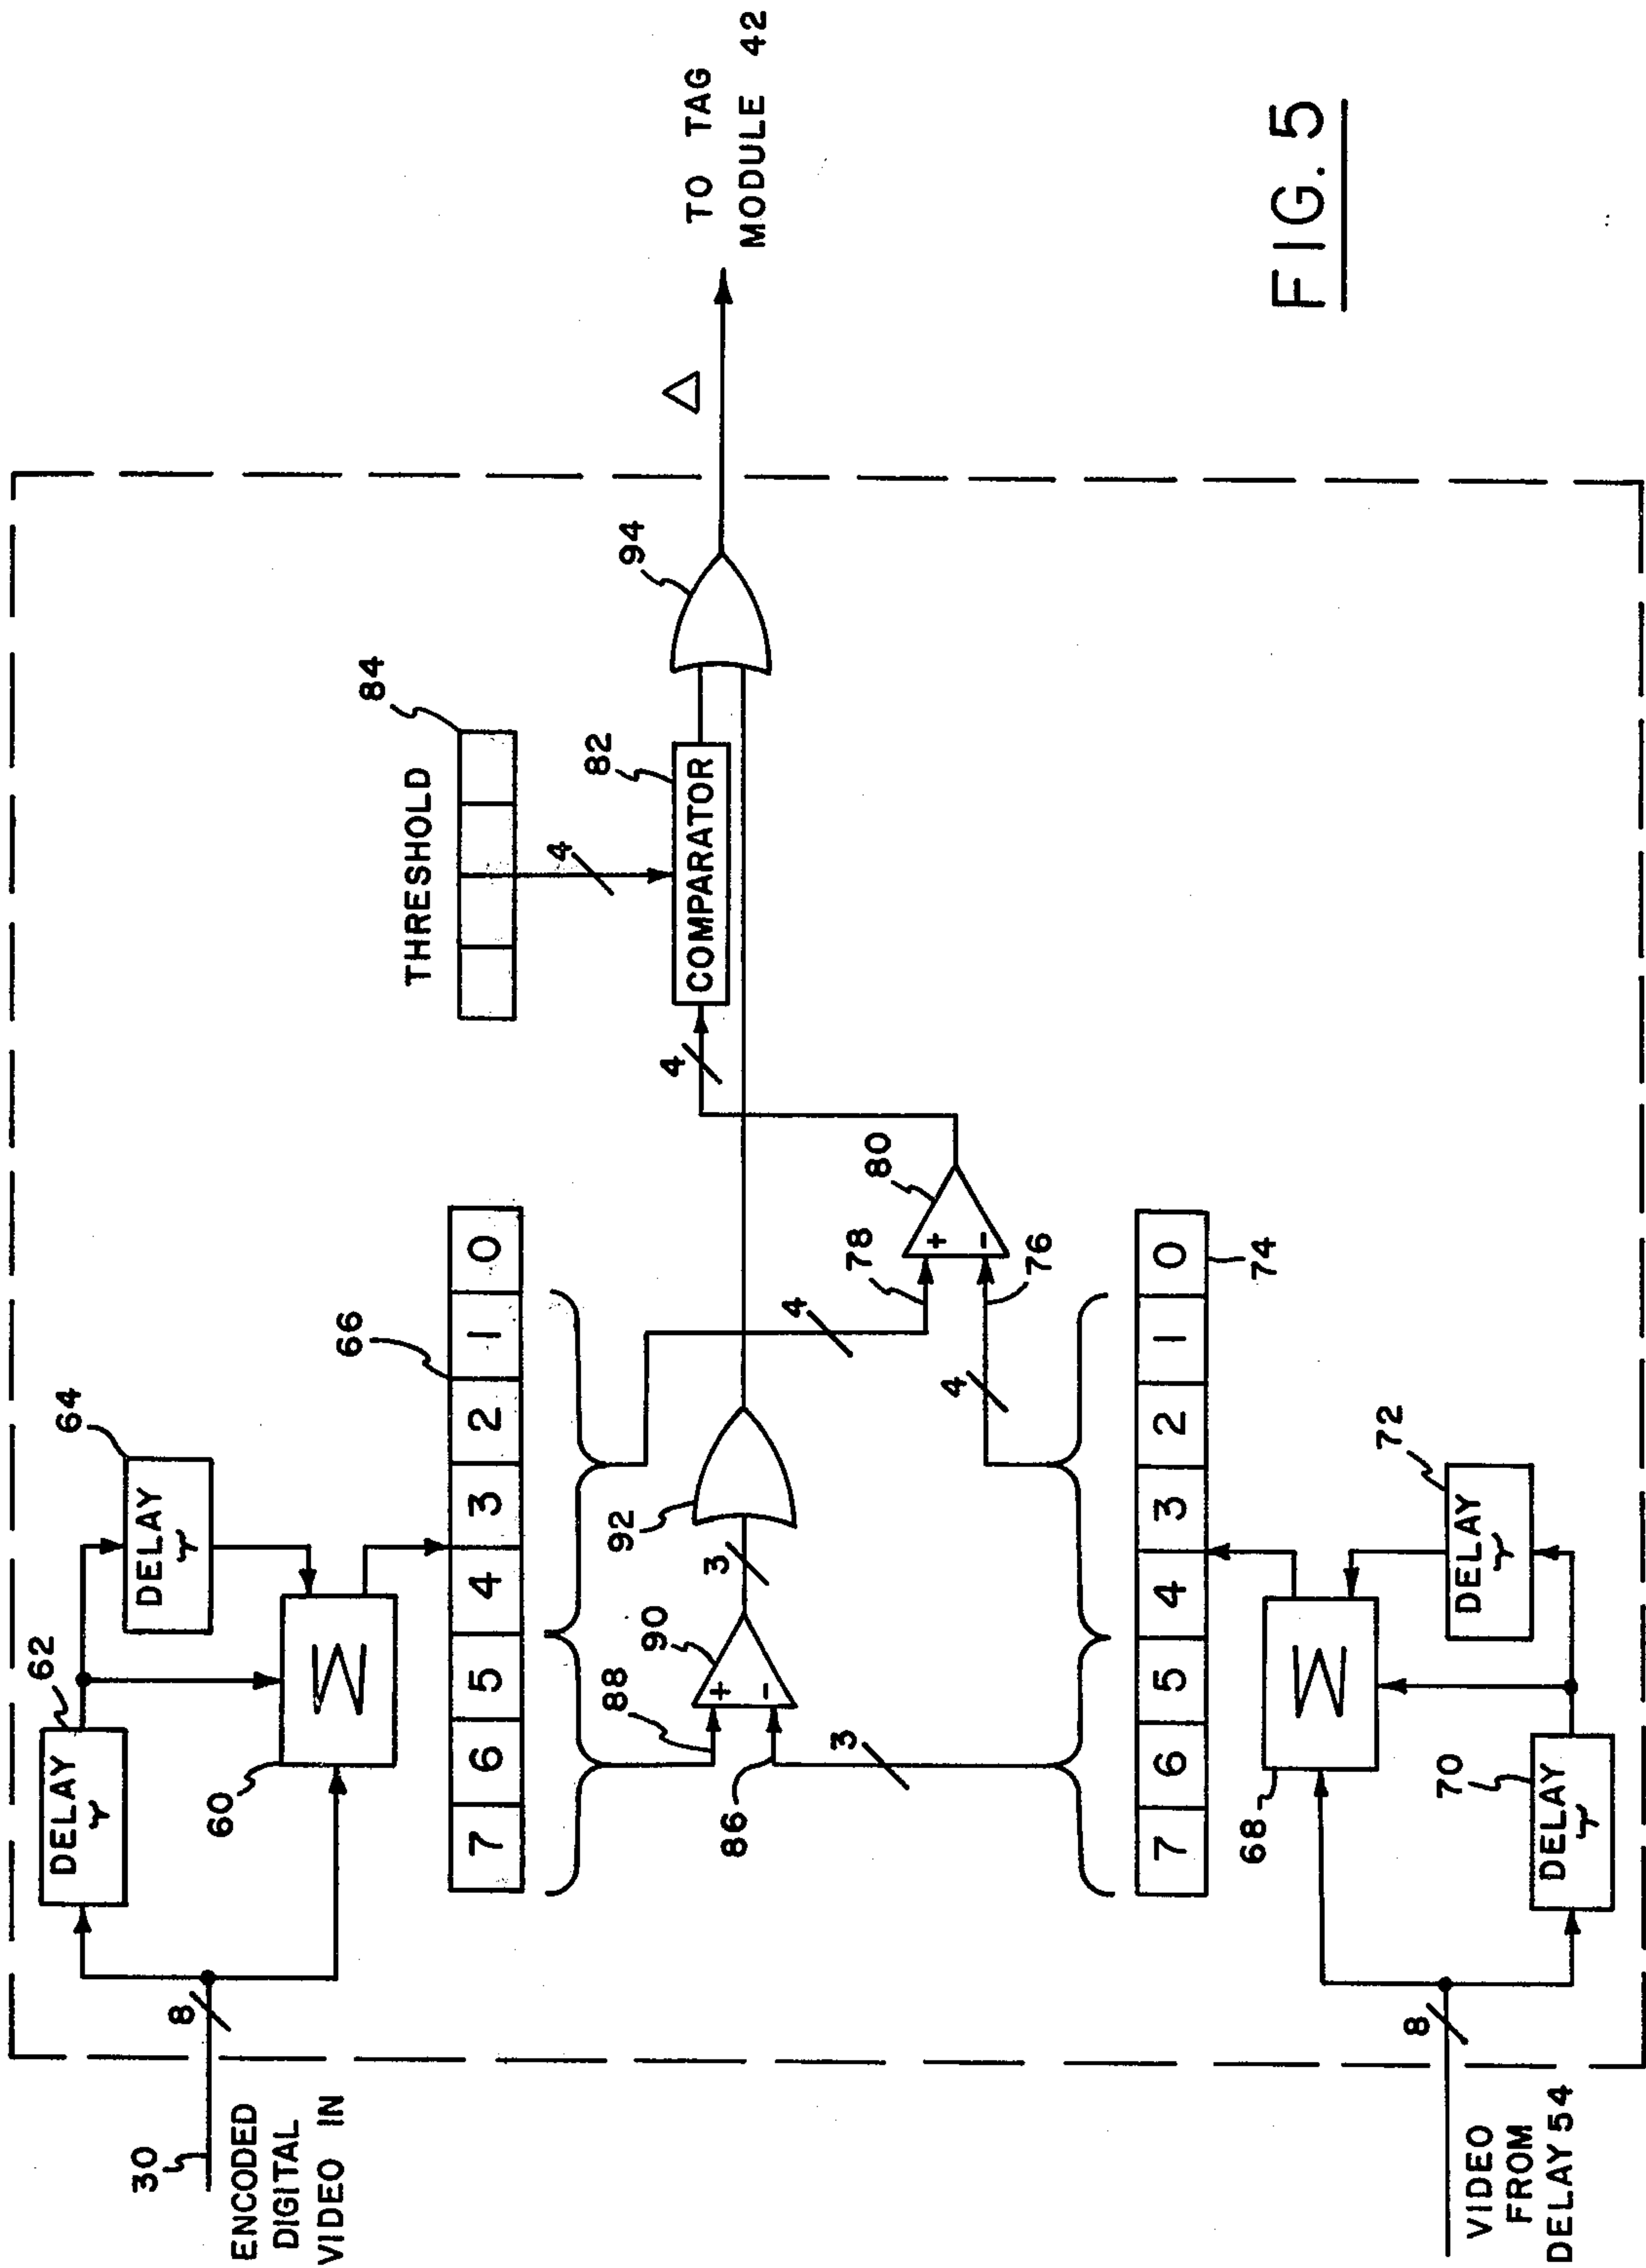 30
ENCODED
DIGITAL
VIDEO IN
8
DELAY
τ
62
DELAY
τ
64
60
Σ
66
7 6 5 4 3 2 1 0
88
86
3
+
-
90
3
92
4
78
4
76
+
-
80
4
THRESHOLD
84
4
COMPARATOR
82
94
Δ
TO TAG
MODULE 42
7 6 5 4 3 2 1 0
74
68
Σ
DELAY
τ
70
DELAY
τ
72
8
VIDEO
FROM
DELAY 54
FIG. 5